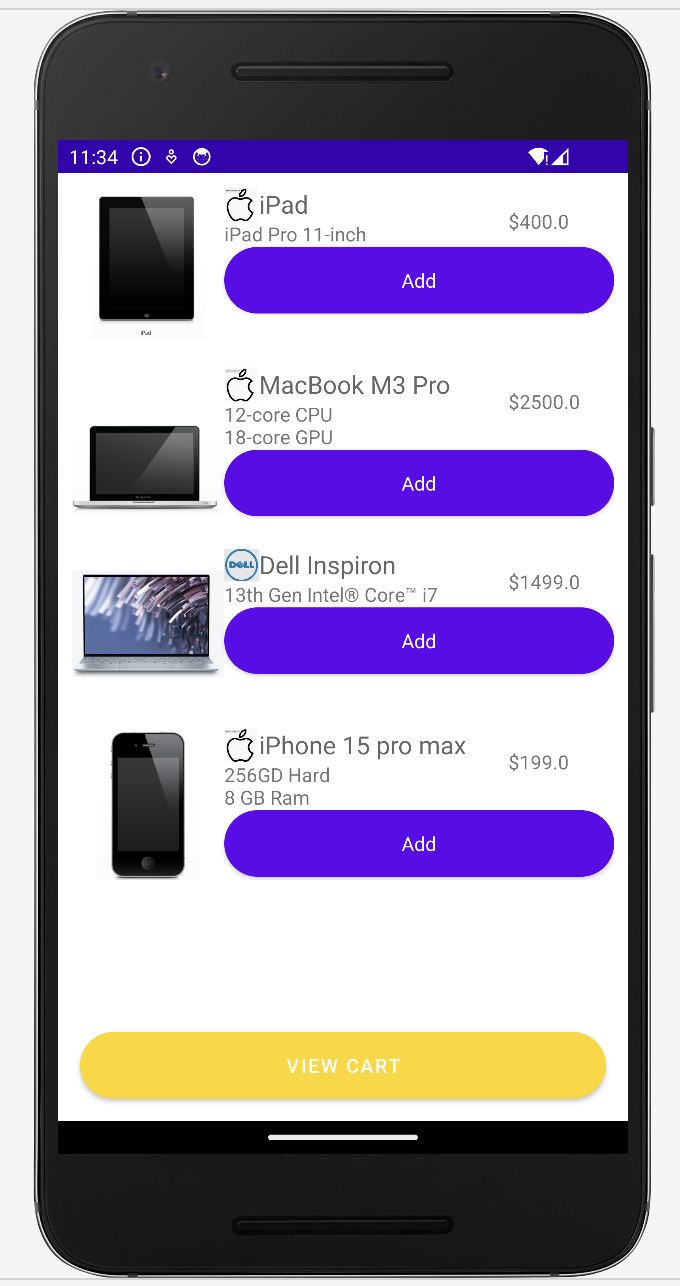 11:34
iPad
$400.0
iPad Pro 11-inch
Add
iPad
MacBook M3 Pro
$2500.0
12-core CPU
18-core GPU
Add
DELL
Dell Inspiron
$1499.0
13th Gen Intel® Core™ i7
Add
iPhone 15 pro max
$199.0
256GD Hard
8 GB Ram
Add
VIEW CART